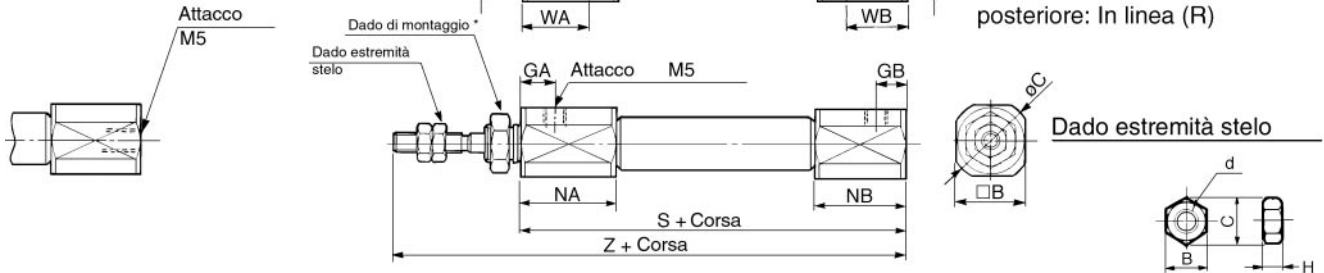 Attacco
M5
WA
WB
posteriore: In linea (R)
Dado di montaggio *
Dado estremità
stelo
GA
Attacco M5
GB
øC
Dado estremità stelo
d
NA
NB
□B
C
B
H
S + Corsa
Z + Corsa